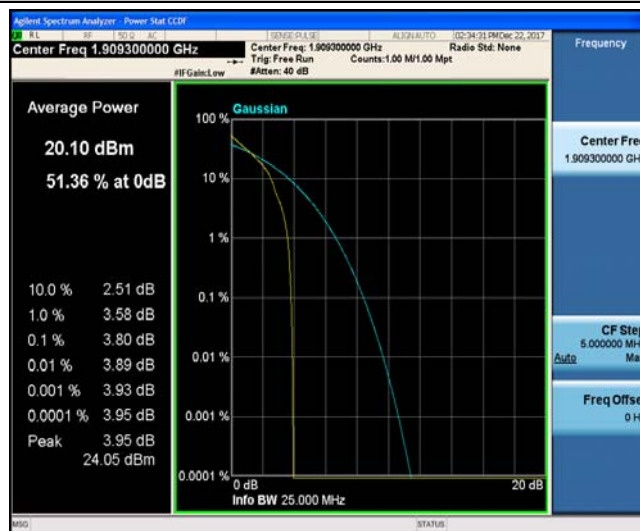 Agilent Spectrum Analyzer - Power Stat CCDF
RL RF 50 Ω AC SENSE:PULSE ALIGNAUTO 02:34:31 PM Dec 22, 2017
Center Freq 1.909300000 GHz
Center Freq: 1.909300000 GHz Radio Std: None
Trig: Free Run Counts:1.00 M/1.00 Mpt
#IFGain:Low #Atten: 40 dB
Frequency
Average Power
20.10 dBm
51.36 % at 0dB
10.0 % 2.51 dB
1.0 % 3.58 dB
0.1 % 3.80 dB
0.01 % 3.89 dB
0.001 % 3.93 dB
0.0001 % 3.95 dB
Peak 3.95 dB
24.05 dBm
Gaussian
100 %
10 %
1 %
0.1 %
0.01 %
0.001 %
0.0001 %
0 dB 20 dB
Info BW 25.000 MHz
Center Fre
1.909300000 GH
CF Ste
5.000000 MH
Auto Ma
Freq Offse
0 H
MSG STATUS